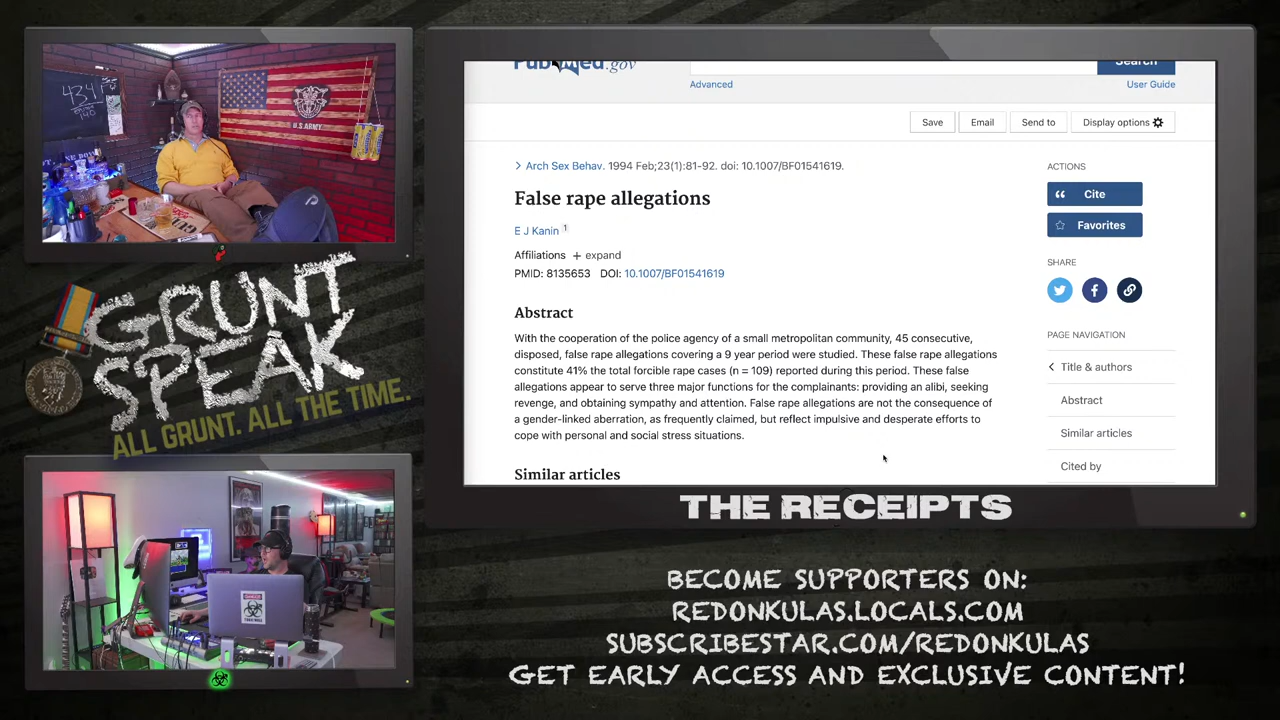 434
U.S. ARMY
GRUNT
SPEAK
ALL GRUNT. ALL THE TIME.
PubMed.gov
Search
Advanced
User Guide
Save
Email
Send to
Display options
Arch Sex Behav. 1994 Feb;23(1):81-92. doi: 10.1007/BF01541619.
False rape allegations
E J Kanin 1
Affiliations + expand
PMID: 8135653 DOI: 10.1007/BF01541619
Abstract
With the cooperation of the police agency of a small metropolitan community, 45 consecutive,
disposed, false rape allegations covering a 9 year period were studied. These false rape allegations
constitute 41% the total forcible rape cases (n = 109) reported during this period. These false
allegations appear to serve three major functions for the complainants: providing an alibi, seeking
revenge, and obtaining sympathy and attention. False rape allegations are not the consequence of
a gender-linked aberration, as frequently claimed, but reflect impulsive and desperate efforts to
cope with personal and social stress situations.
Similar articles
ACTIONS
Cite
Favorites
SHARE
PAGE NAVIGATION
Title & authors
Abstract
Similar articles
Cited by
THE RECEIPTS
BECOME SUPPORTERS ON:
REDONKULAS.LOCALS.COM
SUBSCRIBESTAR.COM/REDONKULAS
GET EARLY ACCESS AND EXCLUSIVE CONTENT!